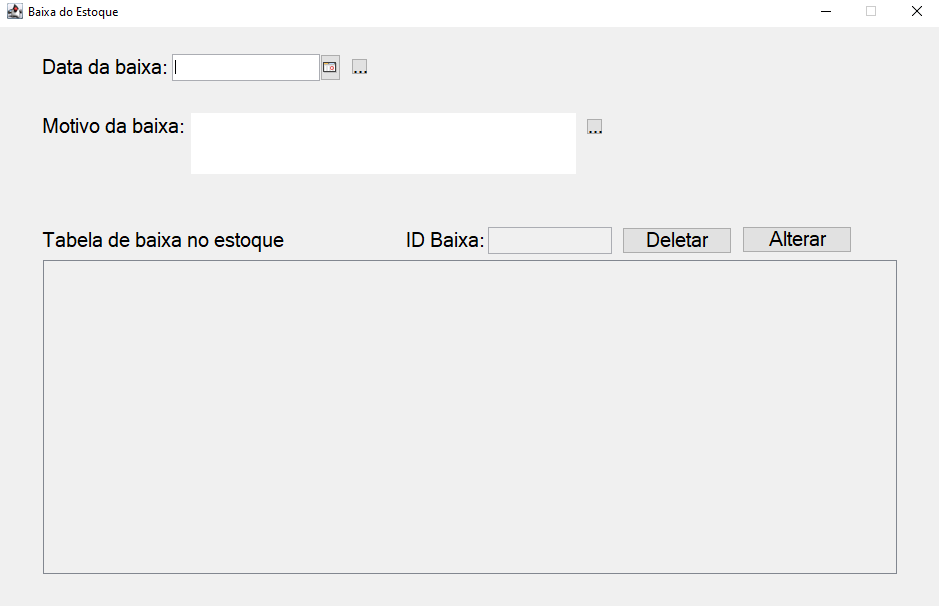 Baixa do Estoque
Data da baixa: ...
Motivo da baixa: ...
Tabela de baixa no estoque ID Baixa: Deletar Alterar